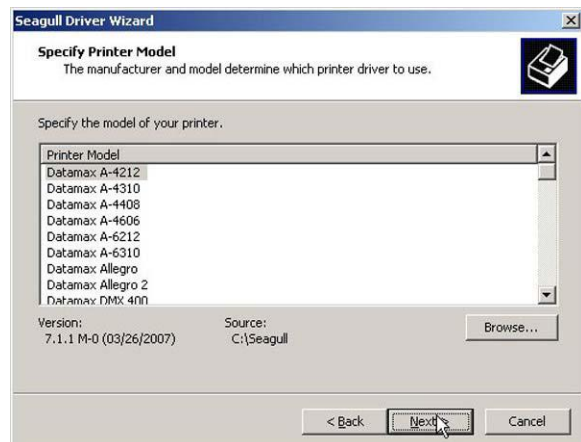 Seagull Driver Wizard
Specify Printer Model
The manufacturer and model determine which printer driver to use.
Specify the model of your printer.
Printer Model
Datamax A-4212
Datamax A-4310
Datamax A-4408
Datamax A-4606
Datamax A-6212
Datamax A-6310
Datamax Allegro
Datamax Allegro 2
Datamax DMX 400
Version: Source:
7.1.1 M-0 (03/26/2007) C:\Seagull
Browse...
< Back Next > Cancel